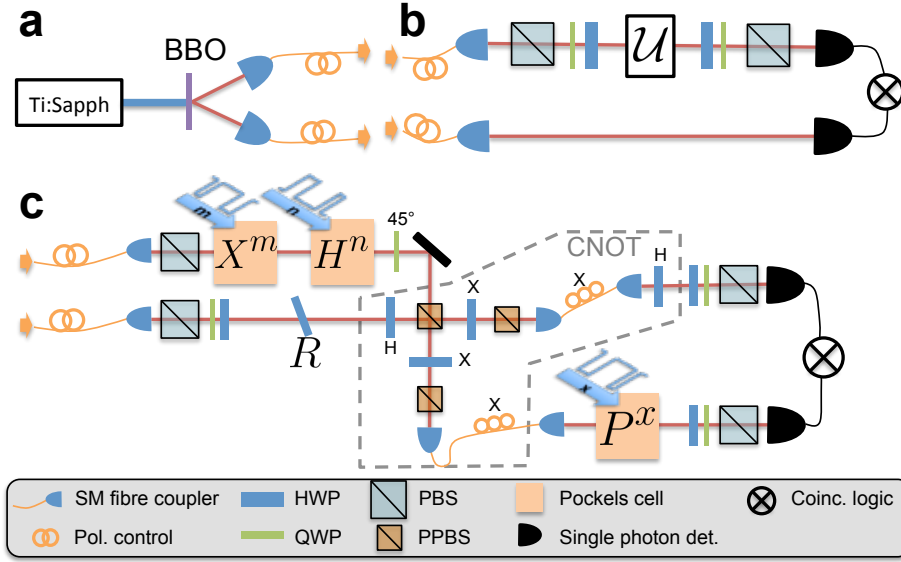 a
b
BBO
Ti:Sapph
𝒰
c
m
n
X^m
H^n
45°
CNOT
H
X
X
R
H
X
X
x
P^x
SM fibre coupler
HWP
PBS
Pockels cell
Coinc. logic
Pol. control
QWP
PPBS
Single photon det.